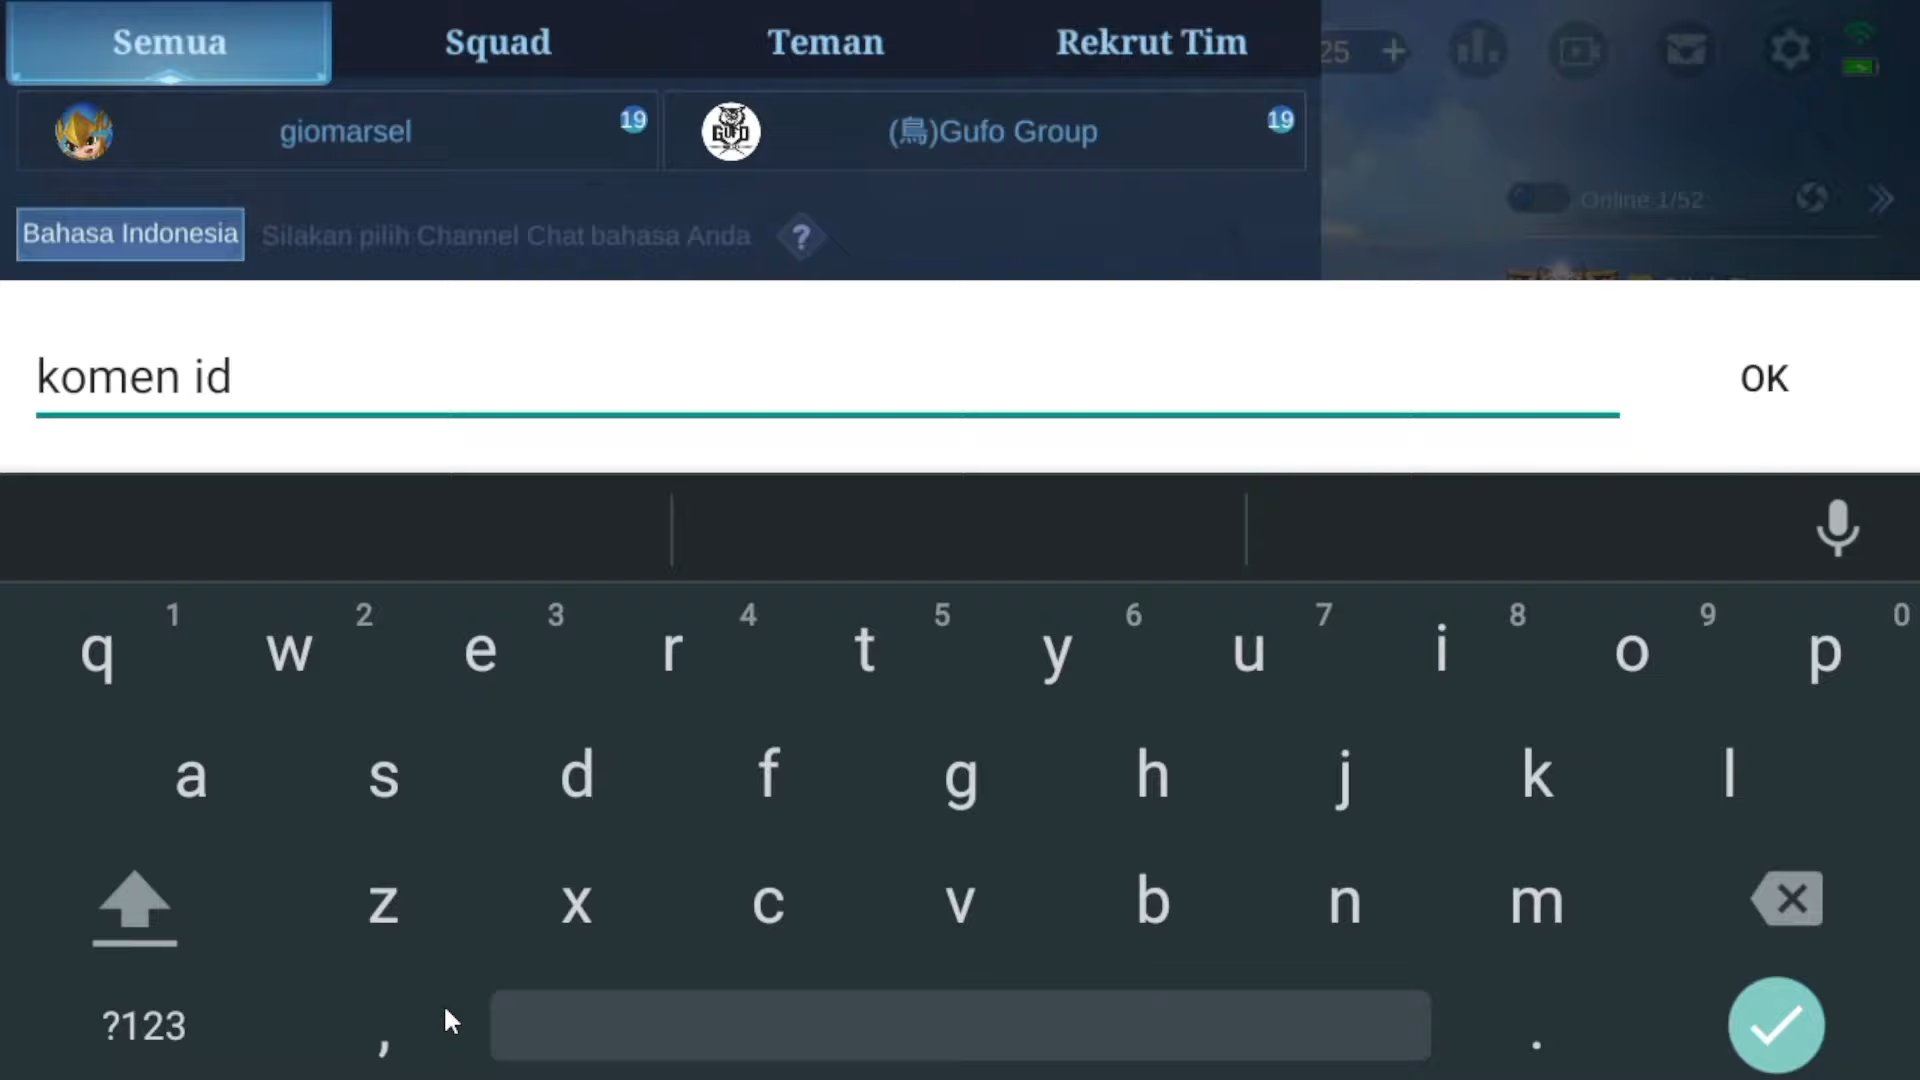 Semua Squad Teman Rekrut Tim
25 +
giomarsel 19 (鳥)Gufo Group 19
GUFO
Online 1/52
Bahasa Indonesia Silakan pilih Channel Chat bahasa Anda ?
komen id OK
1 2 3 4 5 6 7 8 9 0
q w e r t y u i o p
a s d f g h j k l
z x c v b n m
?123 , .